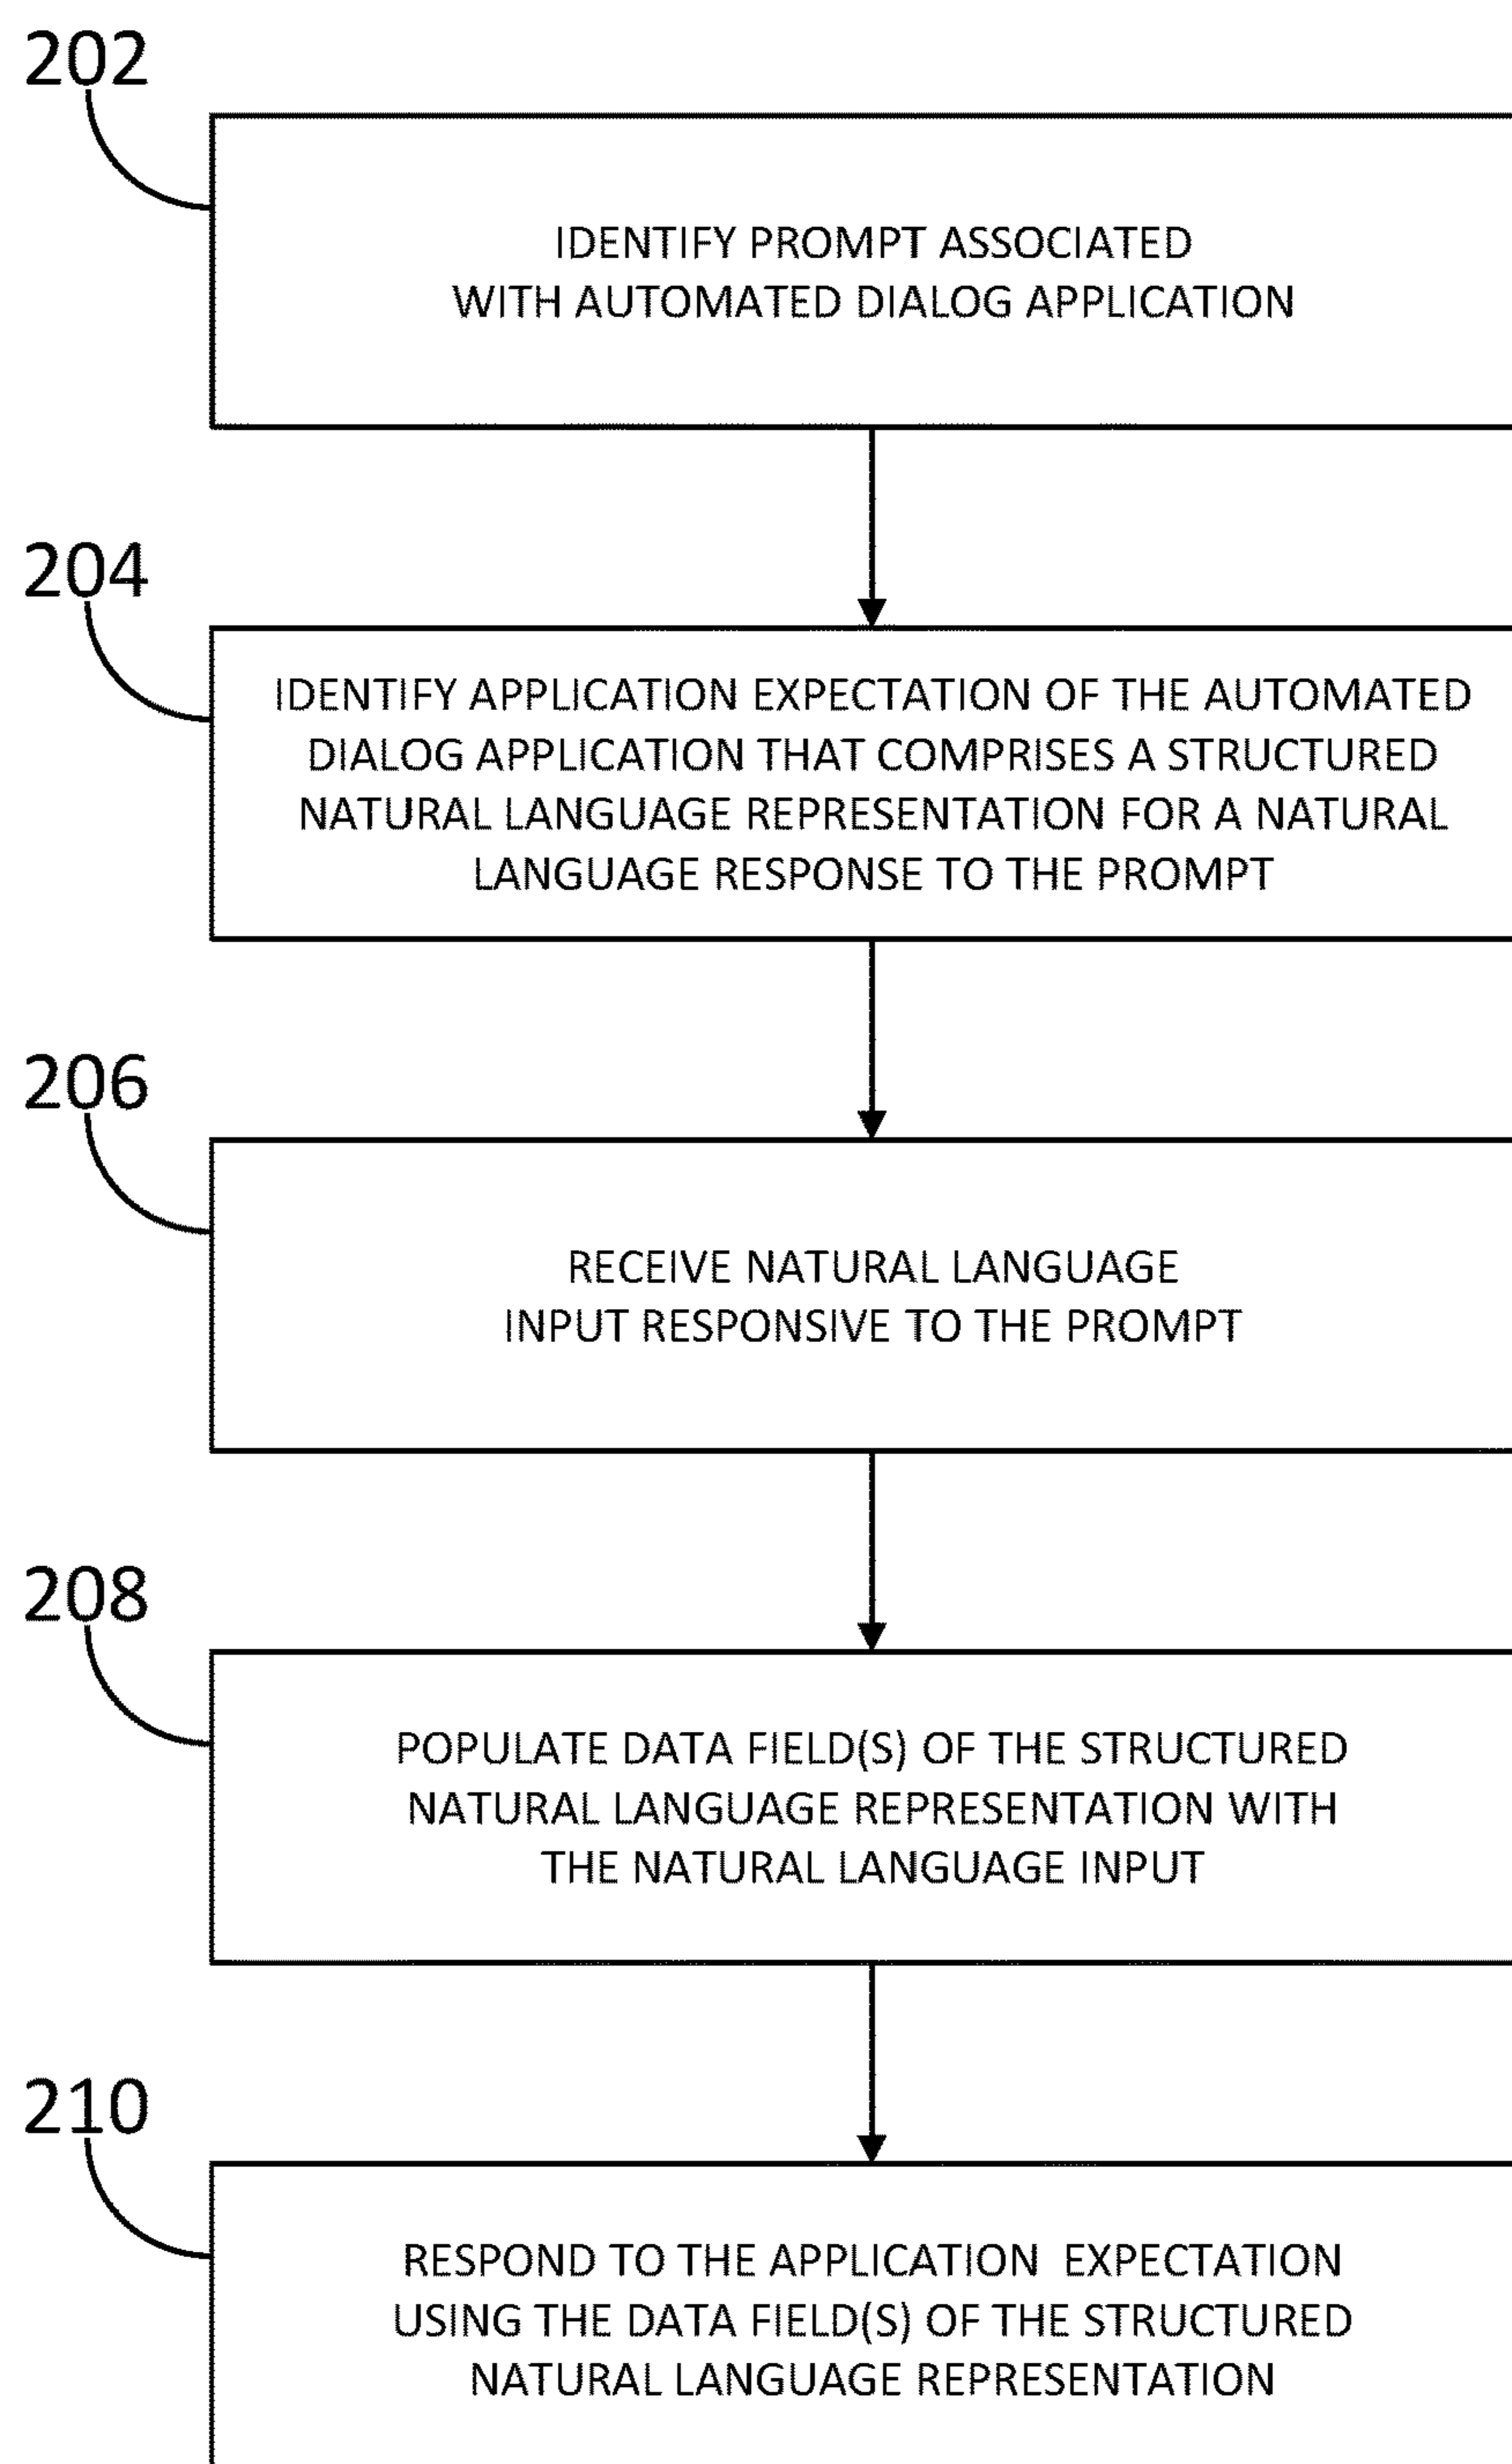 202
IDENTIFY PROMPT ASSOCIATED
WITH AUTOMATED DIALOG APPLICATION
204
IDENTIFY APPLICATION EXPECTATION OF THE AUTOMATED
DIALOG APPLICATION THAT COMPRISES A STRUCTURED
NATURAL LANGUAGE REPRESENTATION FOR A NATURAL
LANGUAGE RESPONSE TO THE PROMPT
206
RECEIVE NATURAL LANGUAGE
INPUT RESPONSIVE TO THE PROMPT
208
POPULATE DATA FIELD(S) OF THE STRUCTURED
NATURAL LANGUAGE REPRESENTATION WITH
THE NATURAL LANGUAGE INPUT
210
RESPOND TO THE APPLICATION EXPECTATION
USING THE DATA FIELD(S) OF THE STRUCTURED
NATURAL LANGUAGE REPRESENTATION